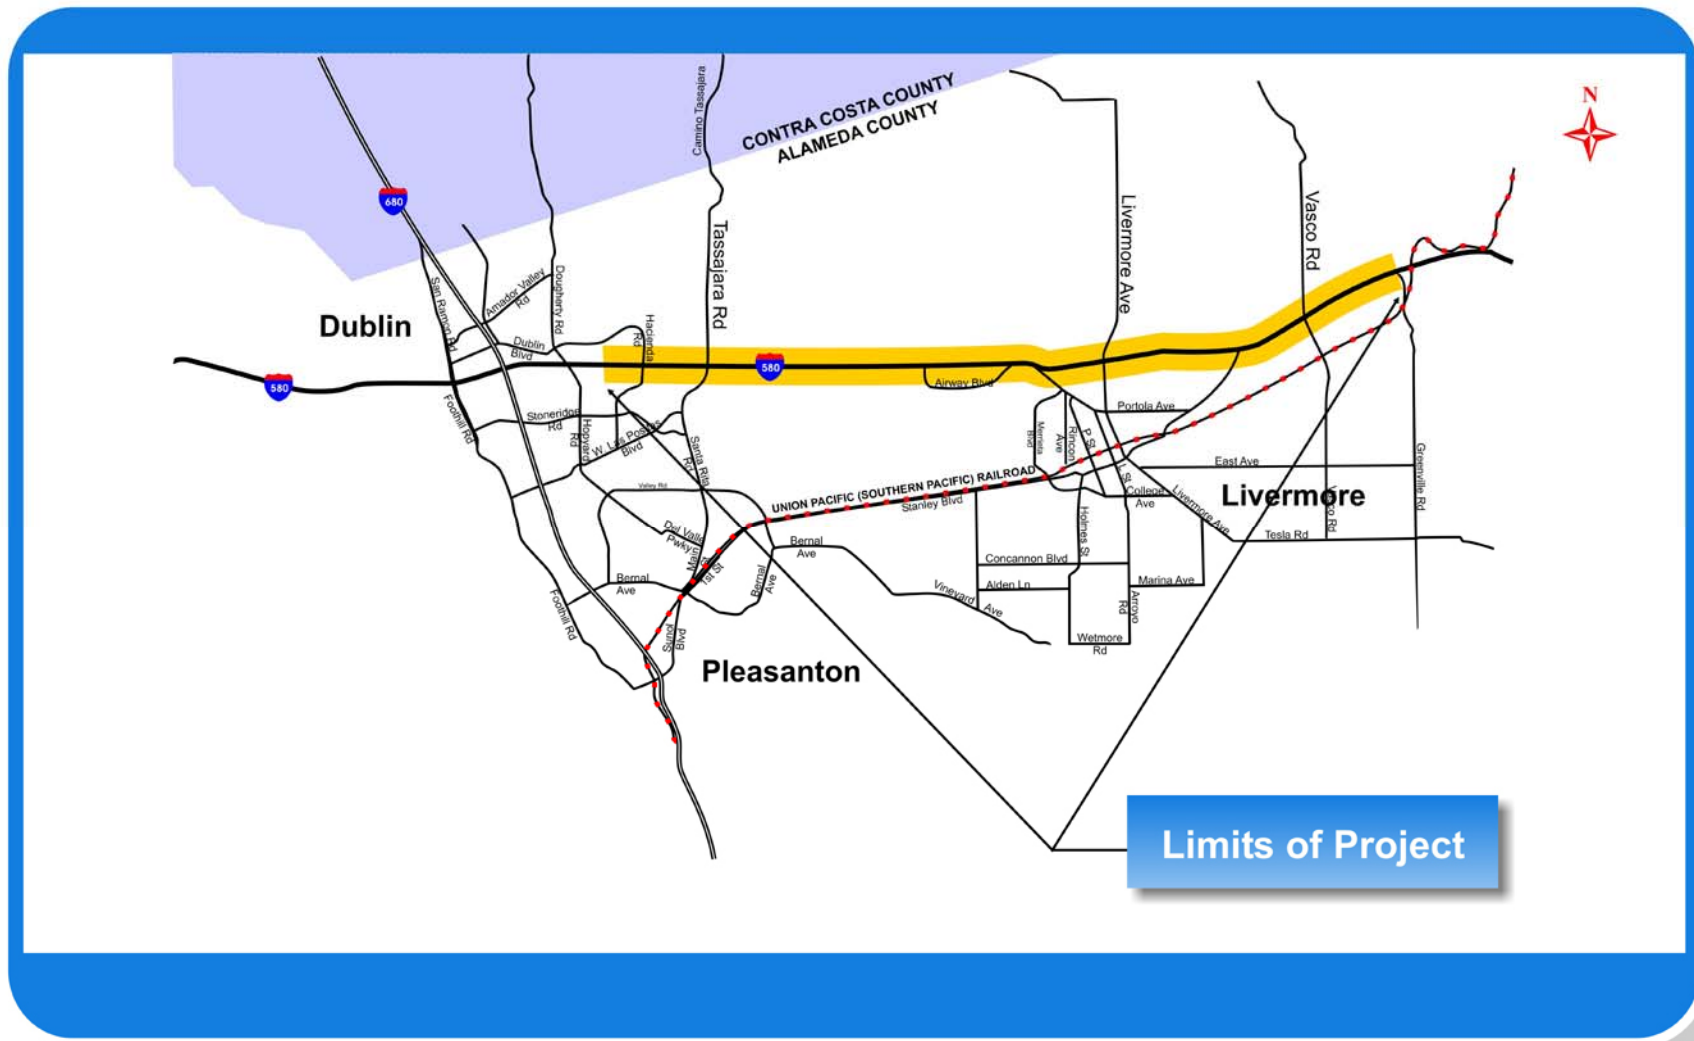 N
CONTRA COSTA COUNTY
ALAMEDA COUNTY
Camino Tassajara
680
Livermore Ave
Vasco Rd
Tassajara Rd
San Ramon Rd
Amador Valley
Rd
Dougherty Rd
Dublin
Dublin
Blvd
Hacienda
Rd
580
580
Airway Blvd
Foothill Rd
Stoneridge
Rd
Hopyard
Rd
W. Las Positas
Blvd
Santa Rita
Rd
Portola Ave
Merrieta
Blvd
Rincon
Ave
P St
L St
East Ave
Greenville Rd
Valley Rd
UNION PACIFIC (SOUTHERN PACIFIC) RAILROAD
Stanley Blvd
College
Ave
Livermore Ave
Livermore
Vasco Rd
Tesla Rd
Del Valle
Pwky
Main
St
1st St
Bernal
Ave
Holmes St
Concannon Blvd
Bernal
Ave
Bernal
Ave
Alden Ln
Marina Ave
Vineyard
Ave
Arroyo
Rd
Foothill Rd
Sunol
Blvd
Wetmore
Rd
Pleasanton
Limits of Project